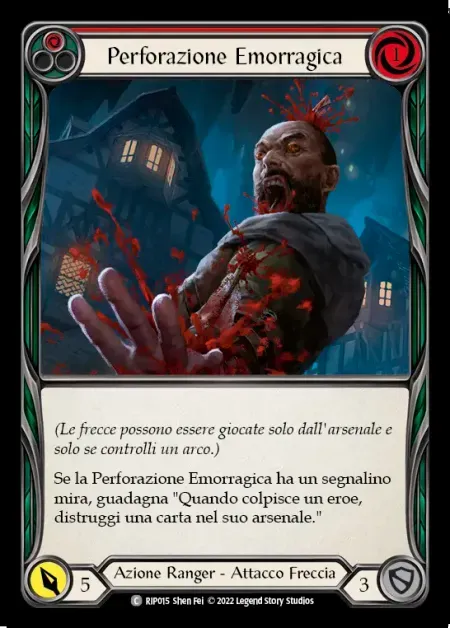 Perforazione Emorragica
1
(Le frecce possono essere giocate solo dall'arsenale e
solo se controlli un arco.)
Se la Perforazione Emorragica ha un segnalino
mira, guadagna "Quando colpisce un eroe,
distruggi una carta nel suo arsenale."
5
Azione Ranger - Attacco Freccia
3
C RIP015 Shen Fei © 2022 Legend Story Studios